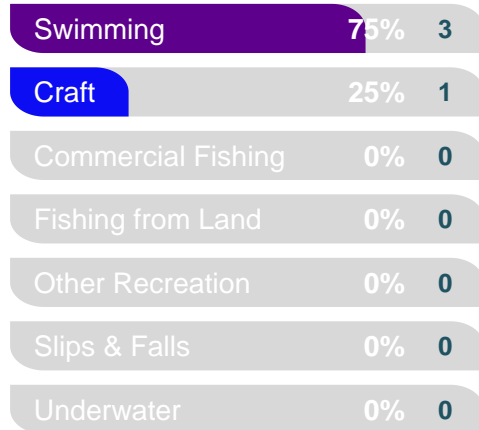 Swimming 75% 3
Craft 25% 1
Commercial Fishing 0% 0
Fishing from Land 0% 0
Other Recreation 0% 0
Slips & Falls 0% 0
Underwater 0% 0